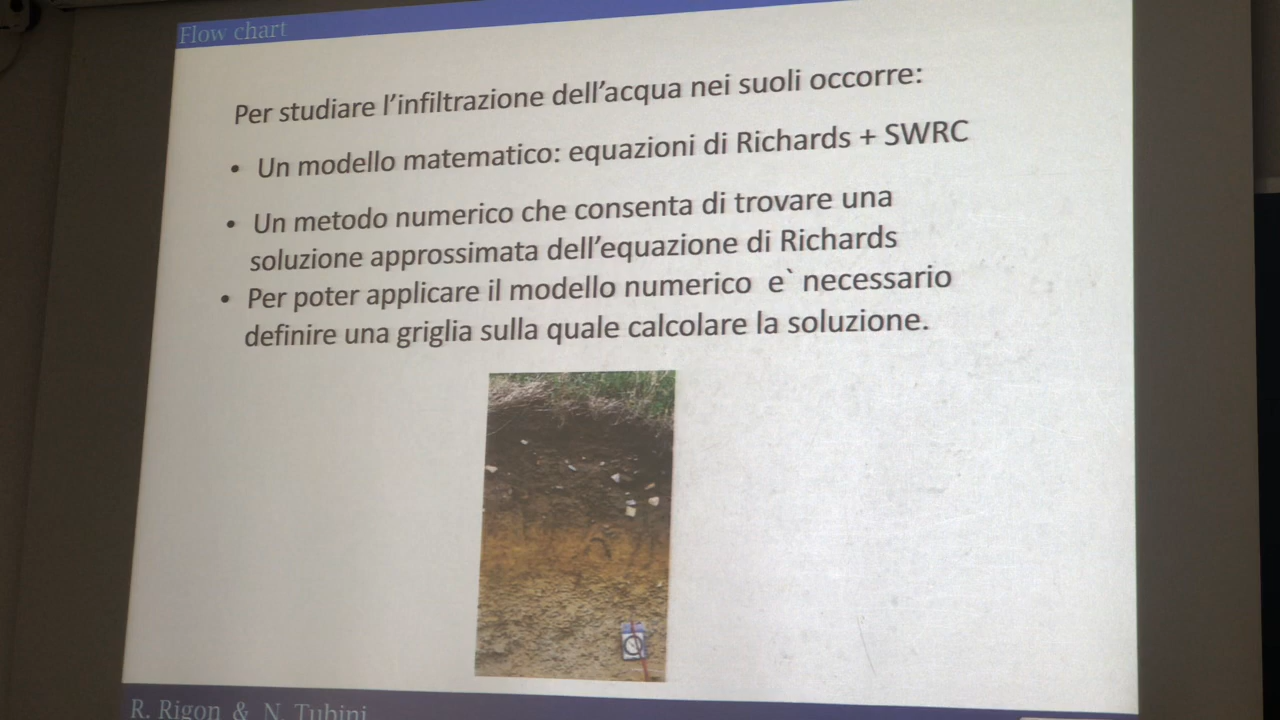 Flow chart
Per studiare l'infiltrazione dell'acqua nei suoli occorre:
• Un modello matematico: equazioni di Richards + SWRC
• Un metodo numerico che consenta di trovare una
soluzione approssimata dell'equazione di Richards
• Per poter applicare il modello numerico e` necessario
definire una griglia sulla quale calcolare la soluzione.
R. Rigon & N. Tubini